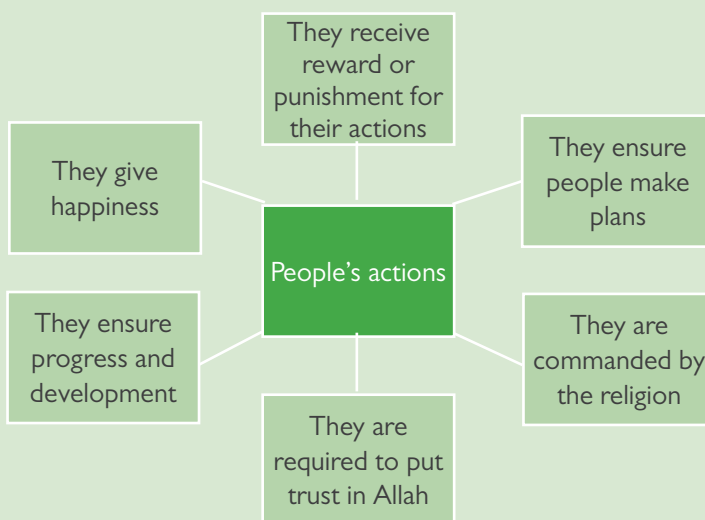 They receive
reward or
punishment for
their actions
They give
happiness
They ensure
people make
plans
People’s actions
They ensure
progress and
development
They are
commanded by
the religion
They are
required to put
trust in Allah